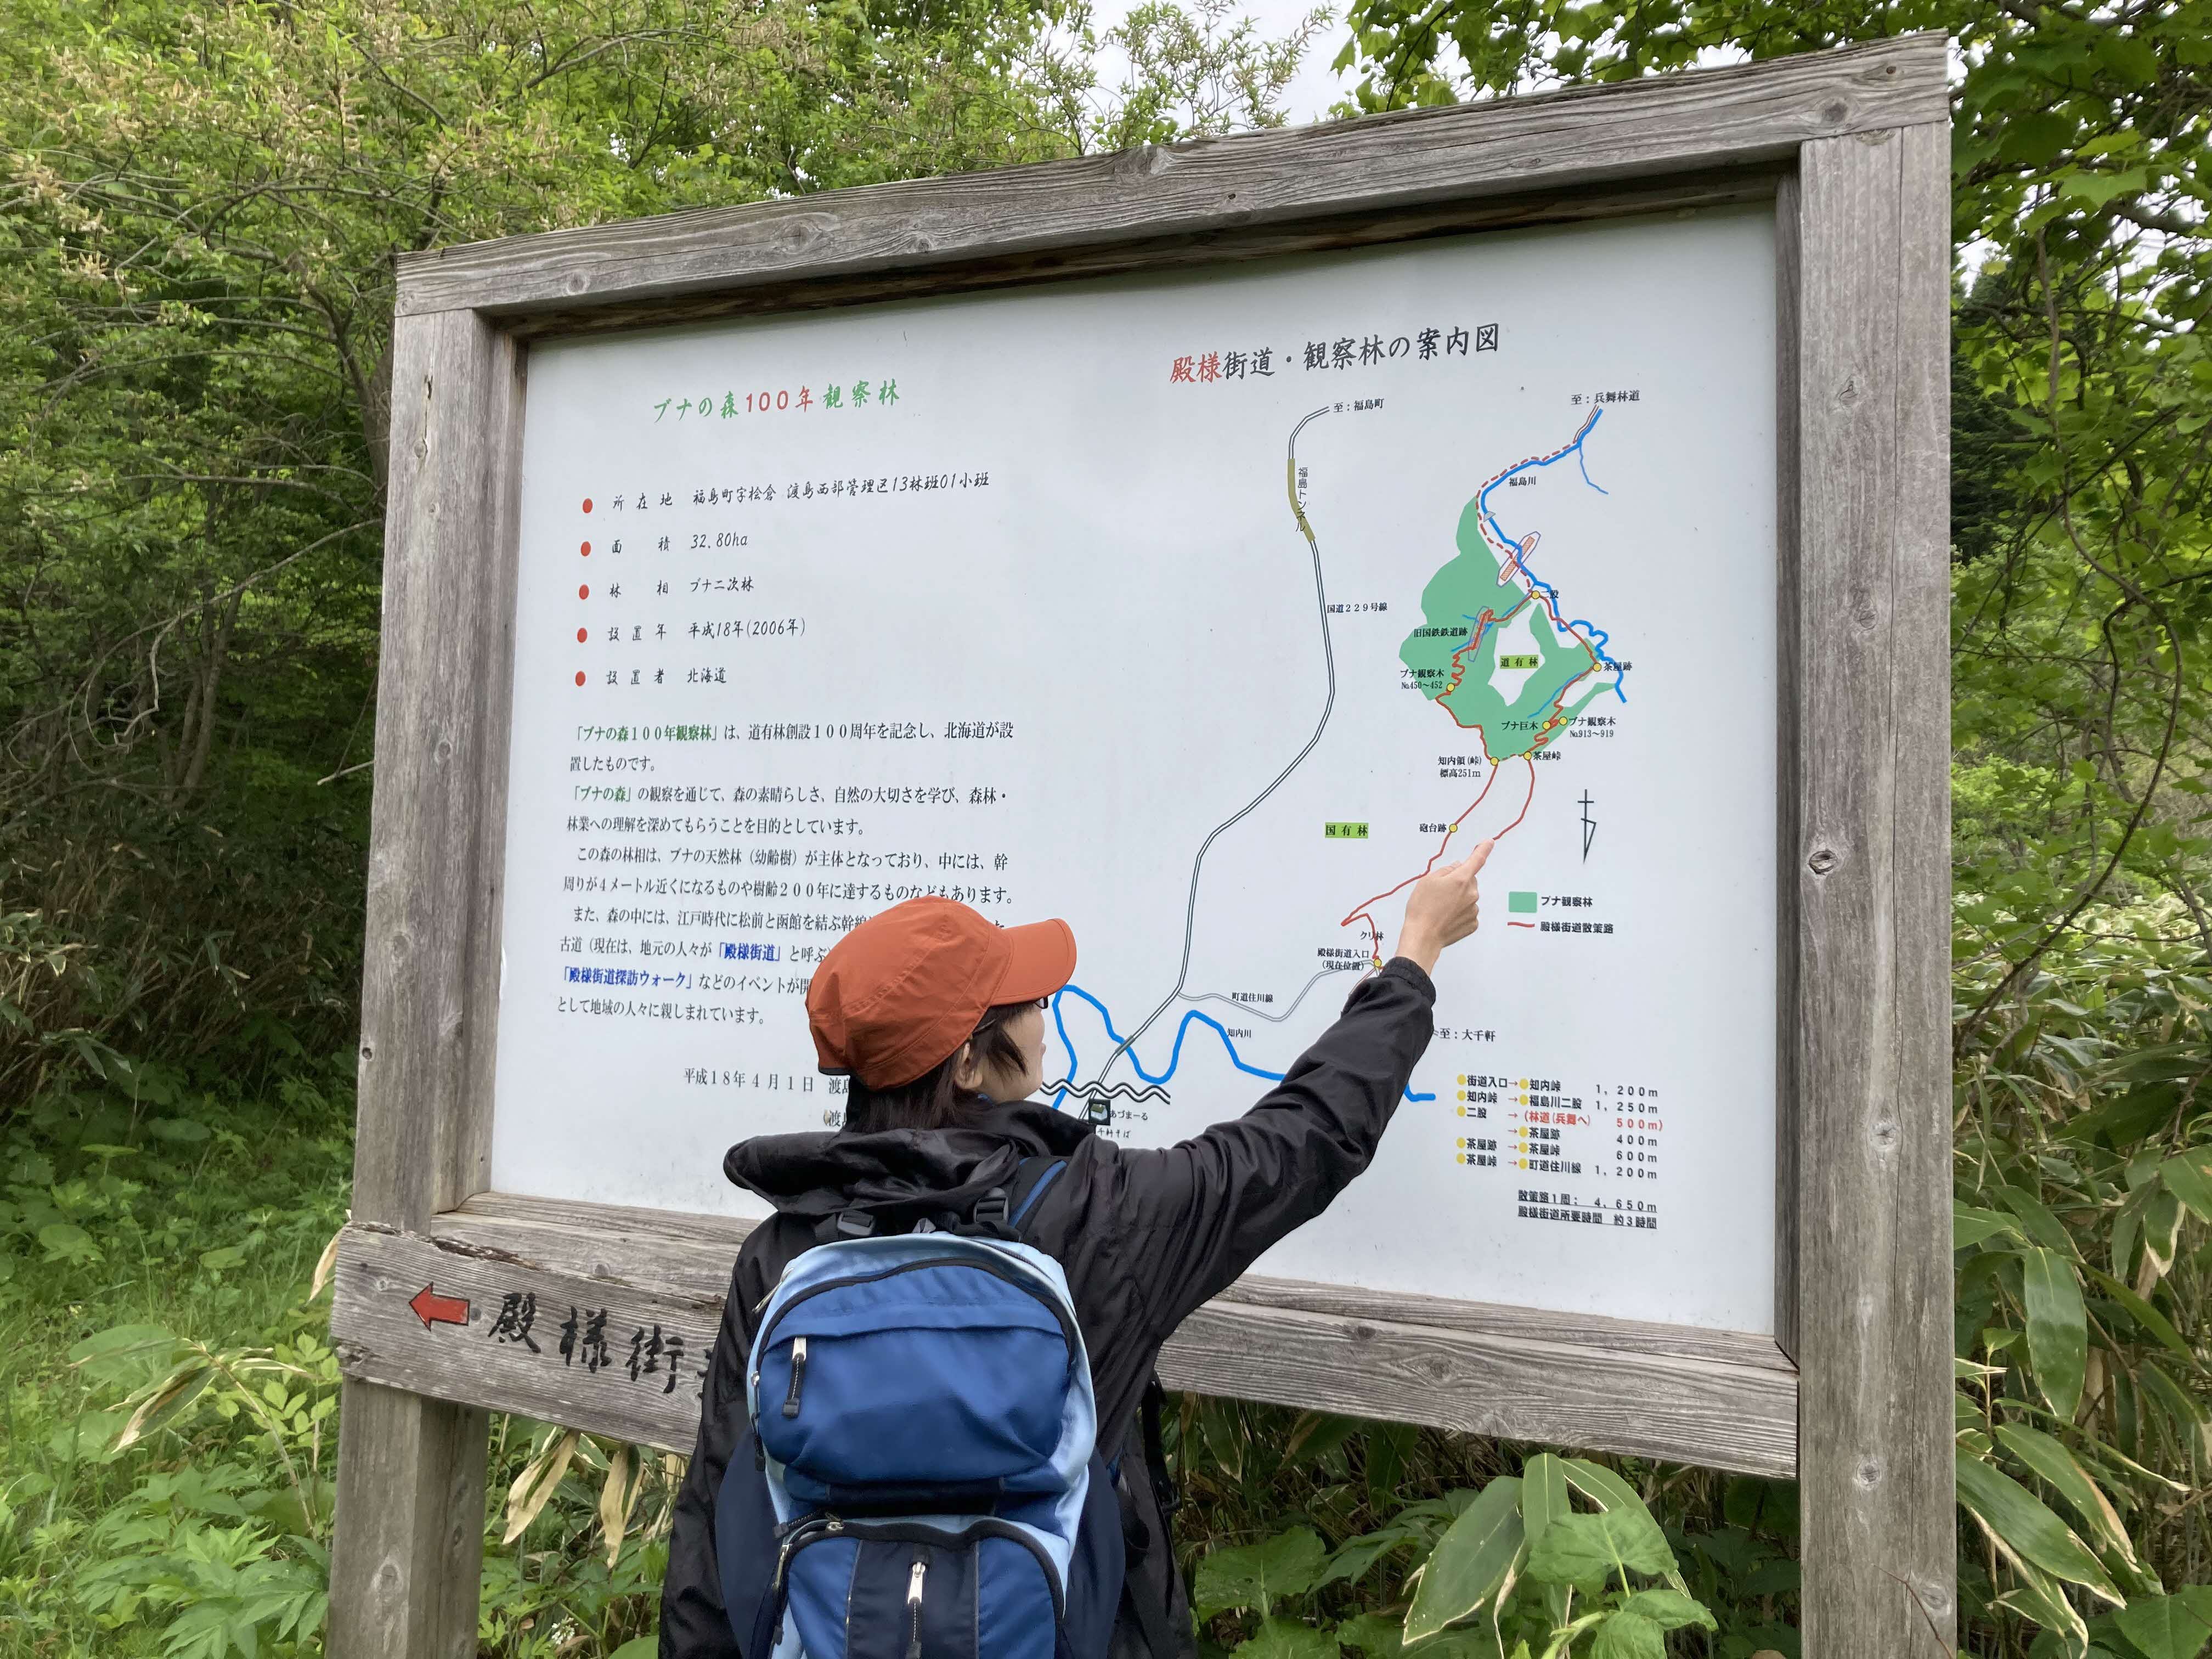 ブナの森100年観察林
所在地 福島町字桧倉 渡島西部管理区13林班01小班
面積 32.80ha
林相 ブナ二次林
設置年 平成18年(2006年)
設置者 北海道
「ブナの森100年観察林」は、道有林創設100周年を記念し、北海道が設
置したものです。
「ブナの森」の観察を通じて、森の素晴らしさ、自然の大切さを学び、森林・
林業への理解を深めてもらうことを目的としています。
この森の林相は、ブナの天然林(幼齢樹)が主体となっており、中には、幹
周りが4メートル近くになるものや樹齢200年に達するものなどもあります。
また、森の中には、江戸時代に松前と函館を結ぶ幹線
古道(現在は、地元の人々が「殿様街道」と呼ぶ
「殿様街道探訪ウォーク」などのイベントが開
として地域の人々に親しまれています。
平成18年4月1日 渡島
(渡島
殿様街道・観察林の案内図
至:福島町
至:兵舞林道
福島トンネル
福島川
国道229号線
二股
旧国鉄鉄道跡
道有林
茶屋跡
ブナ観察木
№450~452
ブナ巨木
ブナ観察木
№913~919
知内領(峠)
標高251m
茶屋峠
砲台跡
国有林
ブナ観察林
殿様街道散策路
クリ林
殿様街道入口
(現在位置)
町道住川線
知内川
至:大千軒
あづまーる
千軒そば
街道入口→知内峠 1,200m
知内峠→福島川二股 1,250m
二股→(林道(兵舞へ) 500m)
→茶屋跡 400m
茶屋跡→茶屋峠 600m
茶屋峠→町道住川線 1,200m
散策路1周: 4,650m
殿様街道所要時間 約3時間
殿様街